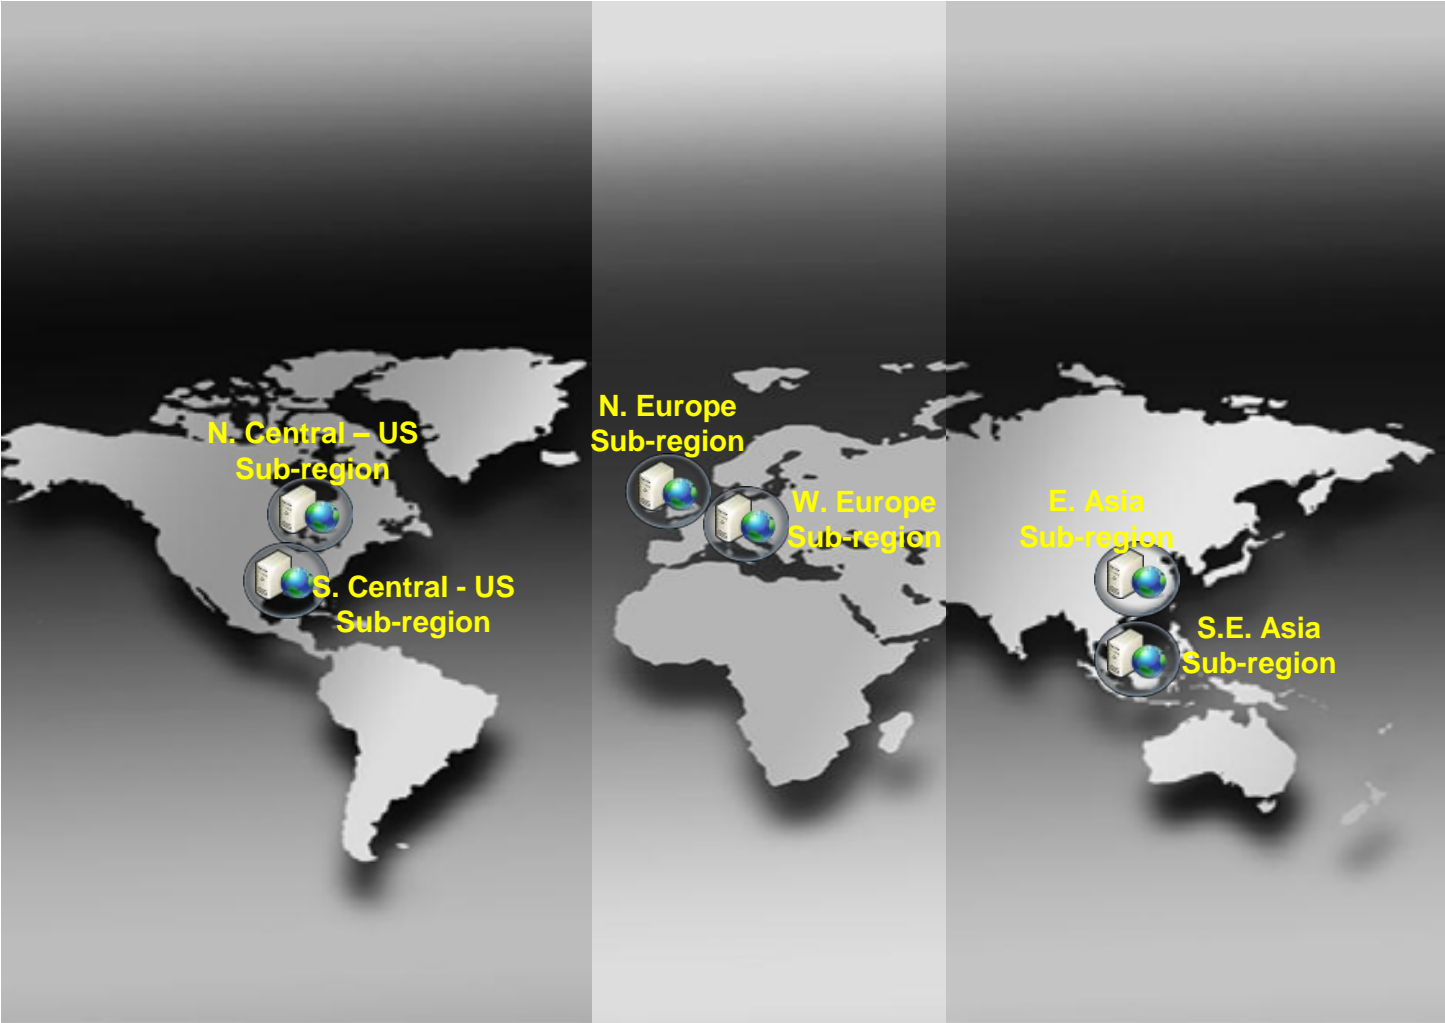 N. Central – US
Sub-region
S. Central - US
Sub-region
N. Europe
Sub-region
W. Europe
Sub-region
E. Asia
Sub-region
S.E. Asia
Sub-region